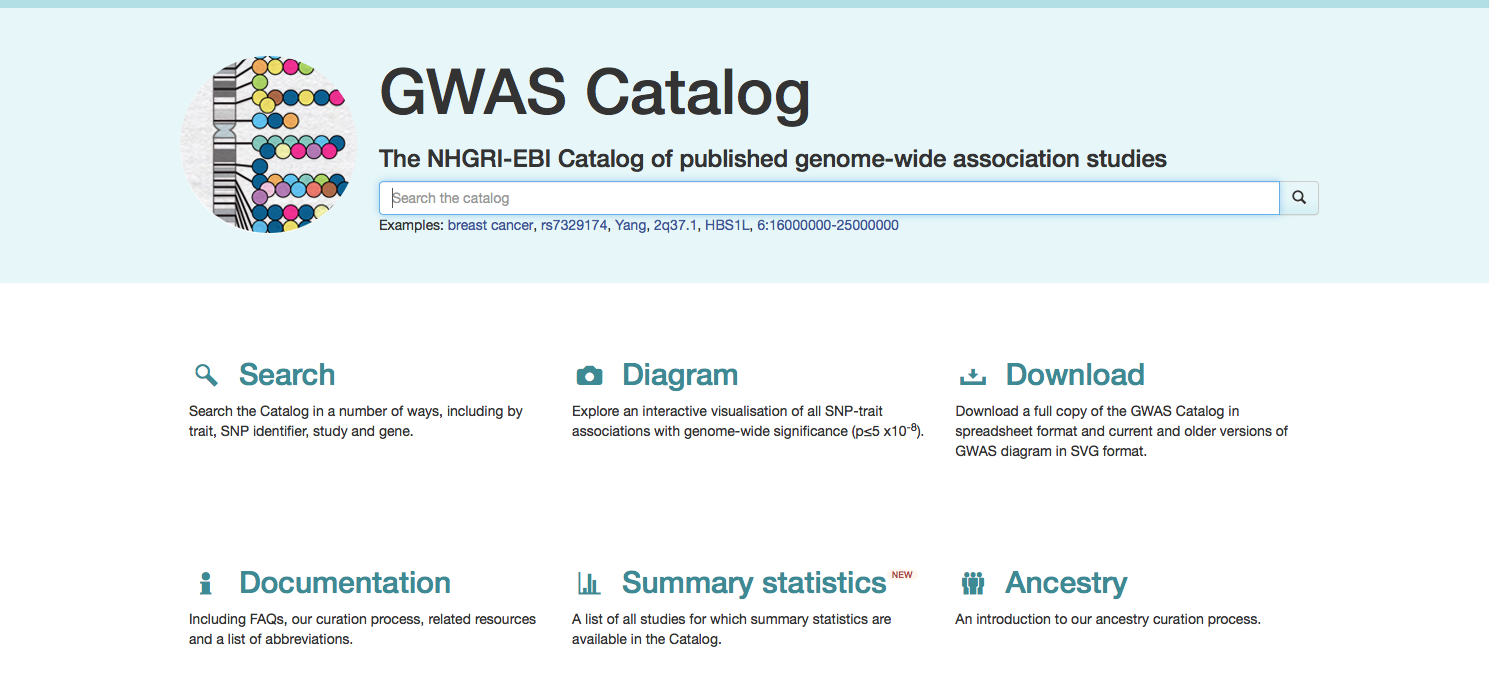 GWAS Catalog
The NHGRI-EBI Catalog of published genome-wide association studies
Search the catalog
Examples: breast cancer, rs7329174, Yang, 2q37.1, HBS1L, 6:16000000-25000000
Search
Search the Catalog in a number of ways, including by
trait, SNP identifier, study and gene.
Diagram
Explore an interactive visualisation of all SNP-trait
associations with genome-wide significance (p≤5 x10⁻⁸).
Download
Download a full copy of the GWAS Catalog in
spreadsheet format and current and older versions of
GWAS diagram in SVG format.
Documentation
Including FAQs, our curation process, related resources
and a list of abbreviations.
Summary statistics NEW
A list of all studies for which summary statistics are
available in the Catalog.
Ancestry
An introduction to our ancestry curation process.